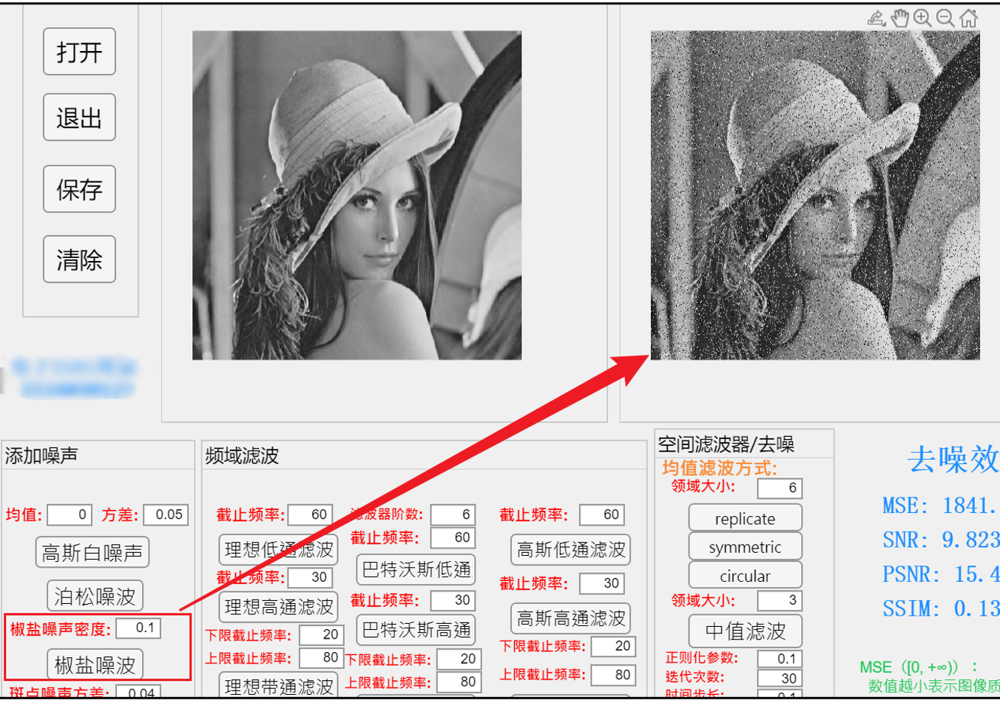 打开
退出
保存
清除
添加噪声
均值: 0 方差: 0.05
高斯白噪声
泊松噪波
椒盐噪声密度: 0.1
椒盐噪波
斑点噪声方差: 0.04
频域滤波
截止频率: 60
理想低通滤波
截止频率: 30
理想高通滤波
下限截止频率: 20
上限截止频率: 80
理想带通滤波
滤波器阶数: 6
截止频率: 60
巴特沃斯低通
截止频率: 30
巴特沃斯高通
下限截止频率: 20
上限截止频率: 80
截止频率: 60
高斯低通滤波
截止频率: 30
高斯高通滤波
下限截止频率: 20
上限截止频率: 80
空间滤波器/去噪
均值滤波方式:
领域大小: 6
replicate
symmetric
circular
领域大小: 3
中值滤波
正则化参数: 0.1
迭代次数: 30
时间步长: 0.1
去噪效
MSE: 1841.
SNR: 9.823
PSNR: 15.4
SSIM: 0.13
MSE（[0, +∞)）：
数值越小表示图像质